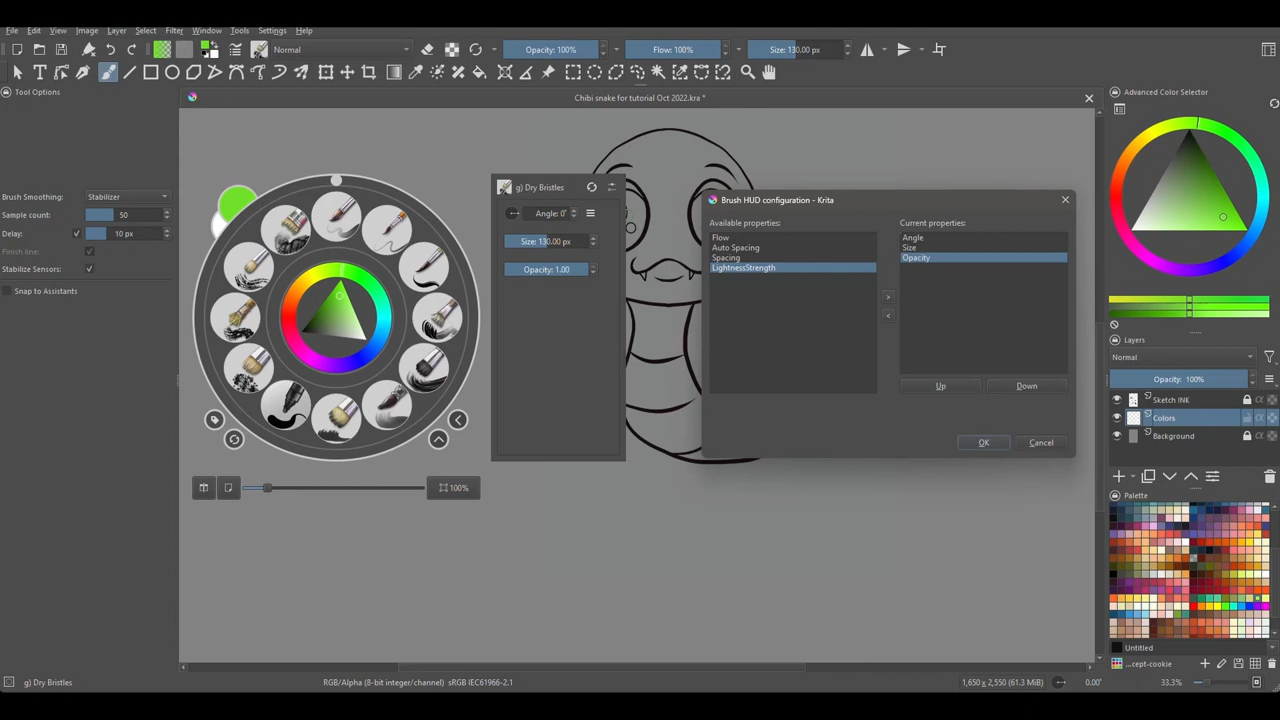 File Edit View Image Layer Select Filter Window Tools Settings Help
Normal
Opacity: 100%
Flow: 100%
Size: 130.00 px
Tool Options
Chibi snake for tutorial Oct 2022.kra *
Advanced Color Selector
Brush Smoothing: Stabilizer
Sample count: 50
Delay: 10 px
Finish line:
Stabilize Sensors:
Snap to Assistants
g) Dry Bristles
Angle: 0°
Size: 130.00 px
Opacity: 1.00
100%
Brush HUD configuration - Krita
Available properties:
Flow
Auto Spacing
Spacing
LightnessStrength
Current properties:
Angle
Size
Opacity
>
<
Up
Down
OK
Cancel
Layers
Normal
Opacity: 100%
Sketch INK
Colors
Background
Palette
Untitled
...cept-cookie
g) Dry Bristles
RGB/Alpha (8-bit integer/channel) sRGB IEC61966-2.1
1,650 x 2,550 (61.3 MiB)
0.00°
33.3%